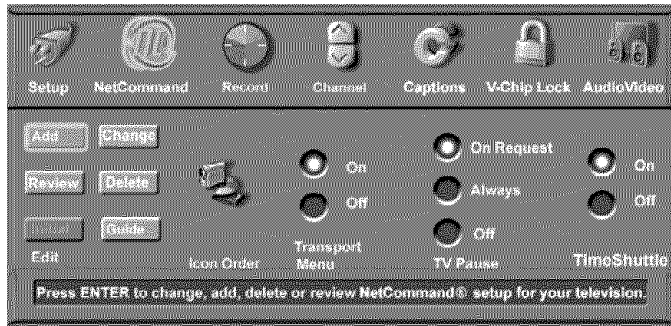 Setup NetCommand Record Channel Captions V-Chip Lock AudioVideo
Add Change
Review Delete
Guide
Edit
Icon Order
On
Off
Transport
Menu
On Request
Always
Off
TV Pause
On
Off
TimeShuttle
Press ENTER to change, add, delete or review NetCommand® setup for your television.